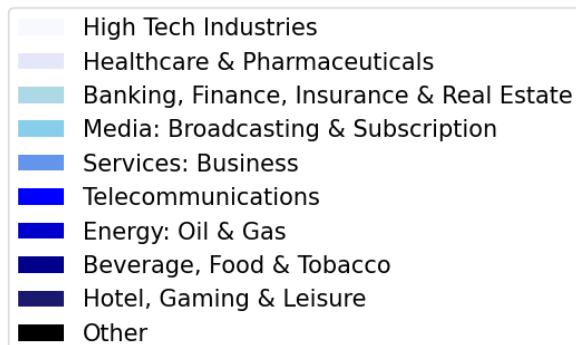 High Tech Industries
Healthcare & Pharmaceuticals
Banking, Finance, Insurance & Real Estate
Media: Broadcasting & Subscription
Services: Business
Telecommunications
Energy: Oil & Gas
Beverage, Food & Tobacco
Hotel, Gaming & Leisure
Other